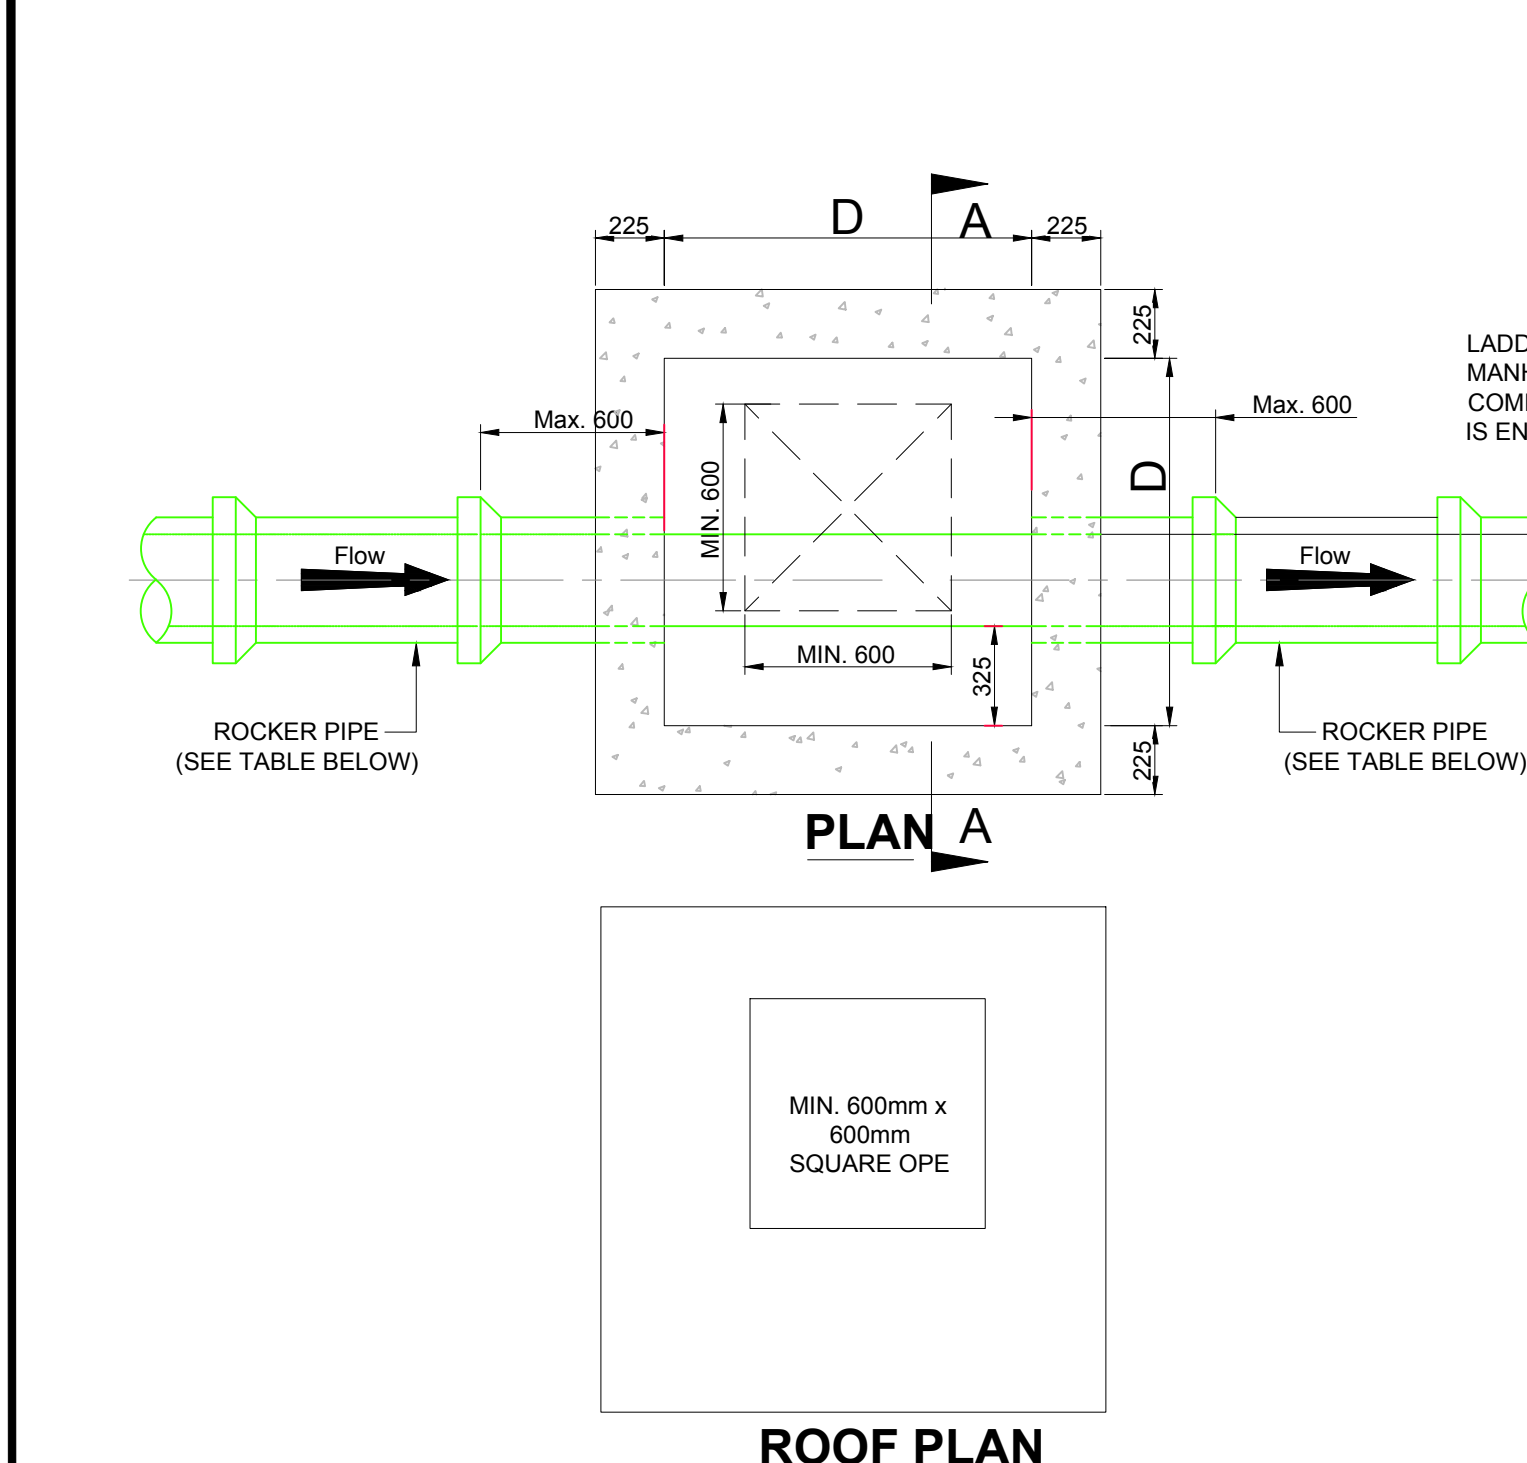 D
A
225
225
225
LADD
MANH
COMP
IS EN
Max. 600
Max. 600
D
MIN. 600
Flow
Flow
MIN. 600
325
ROCKER PIPE
(SEE TABLE BELOW)
ROCKER PIPE
(SEE TABLE BELOW)
225
PLAN
A
MIN. 600mm x
600mm
SQUARE OPE
ROOF PLAN